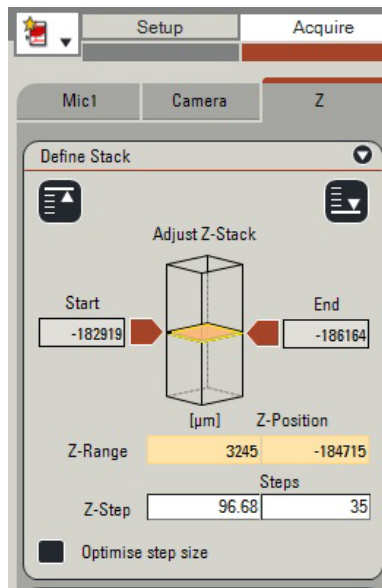 Setup Acquire
Mic1 Camera Z
Define Stack
Adjust Z-Stack
Start End
-182919 -186164
[µm] Z-Position
Z-Range 3245 -184715
Steps
Z-Step 96.68 35
Optimise step size